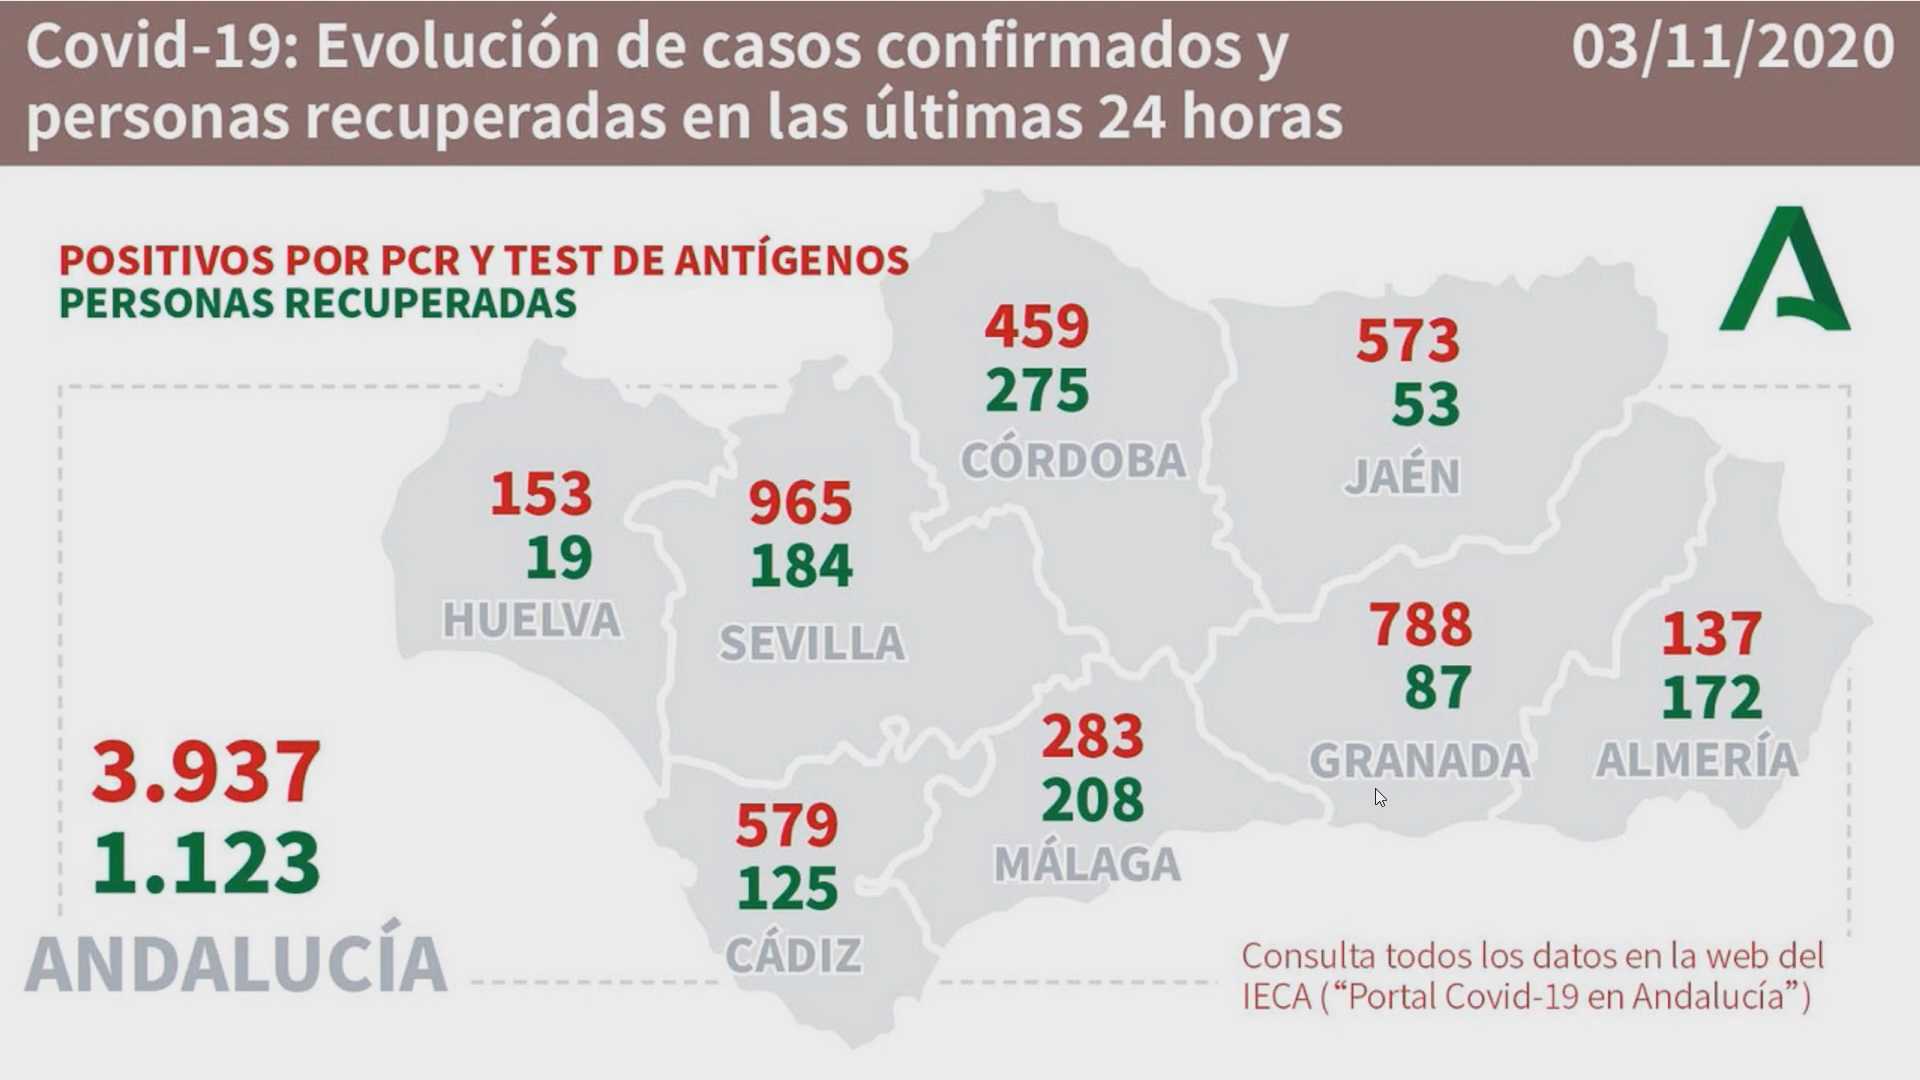 Covid-19: Evolución de casos confirmados y
personas recuperadas en las últimas 24 horas
03/11/2020
POSITIVOS POR PCR Y TEST DE ANTÍGENOS
PERSONAS RECUPERADAS
459
275
CÓRDOBA
573
53
JAÉN
153
19
HUELVA
965
184
SEVILLA
788
87
GRANADA
137
172
ALMERÍA
283
208
MÁLAGA
579
125
CÁDIZ
3.937
1.123
ANDALUCÍA
Consulta todos los datos en la web del
IECA (“Portal Covid-19 en Andalucía”)